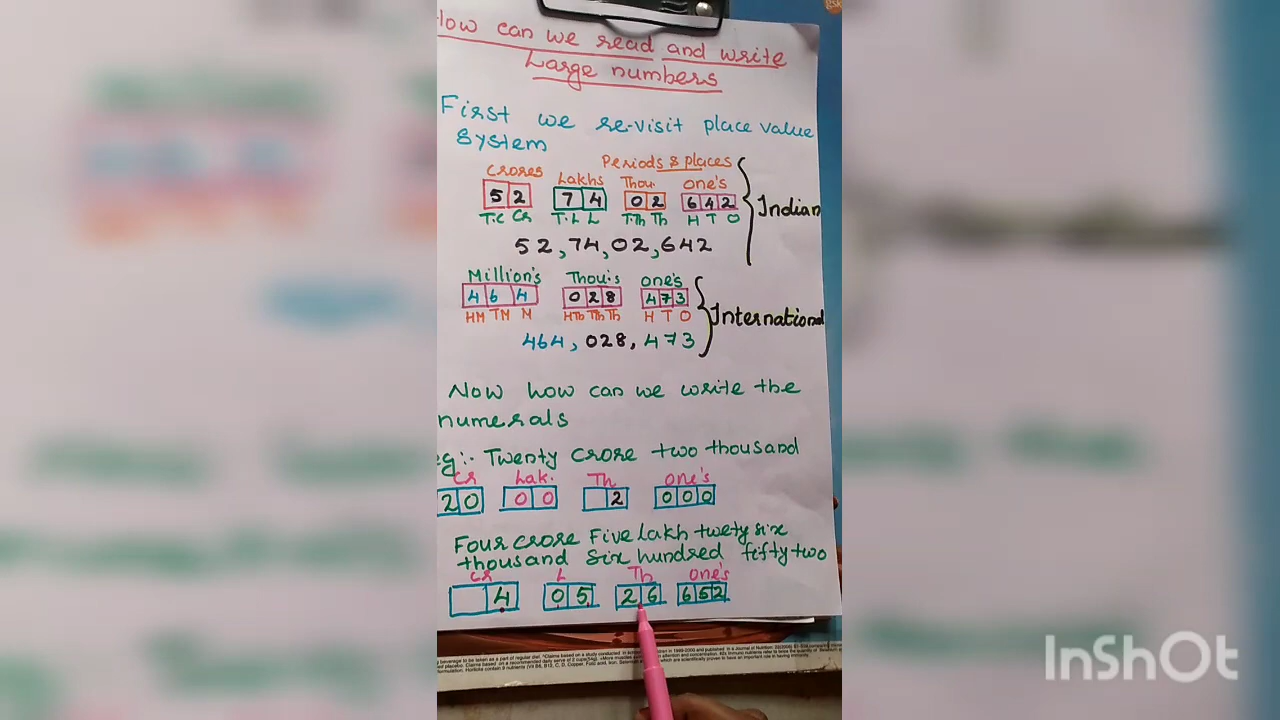 How can we read and write
Large numbers
First we re-visit place value
System
Periods & places
Crores Lakhs Thou. one's
5 2 7 4 0 2 6 4 2
T.C Cr T.L L T.Th Th H T O
Indian
52,74,02,642
Million's Thou's one's
4 6 4 0 2 8 4 7 3
HM TM M HTh TTh Th H T O
International
464, 028, 473
Now how can we write the
numerals
eg:- Twenty crore two thousand
Cr Lak. Th one's
2 0 0 0 2 0 0 0
Four crore Five lakh twety six
thousand Six hundred fifty two
Cr L Th one's
4 0 5 2 6 6 5 2
InShOt